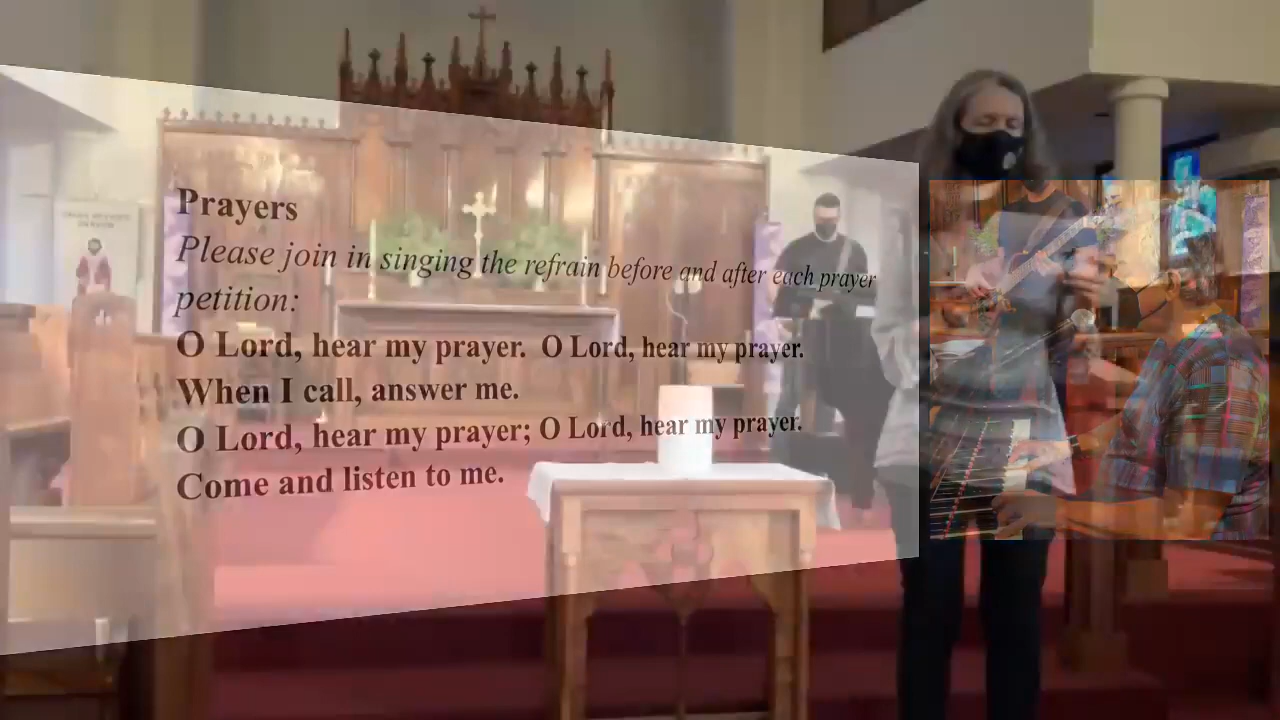 Prayers
Please join in singing the refrain before and after each prayer
petition:
O Lord, hear my prayer. O Lord, hear my prayer.
When I call, answer me.
O Lord, hear my prayer; O Lord, hear my prayer.
Come and listen to me.